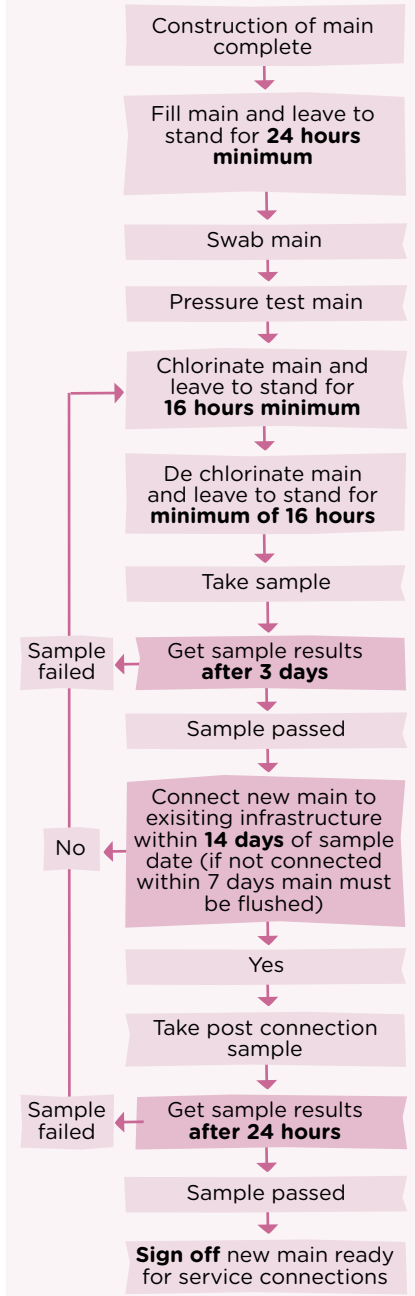 Construction of main
complete
Fill main and leave to
stand for 24 hours
minimum
Swab main
Pressure test main
Chlorinate main and
leave to stand for
16 hours minimum
De chlorinate main
and leave to stand for
minimum of 16 hours
Take sample
Sample
failed
Get sample results
after 3 days
Sample passed
Connect new main to
exisiting infrastructure
within 14 days of sample
date (if not connected
within 7 days main must
be flushed)
No
Yes
Take post connection
sample
Sample
failed
Get sample results
after 24 hours
Sample passed
Sign off new main ready
for service connections